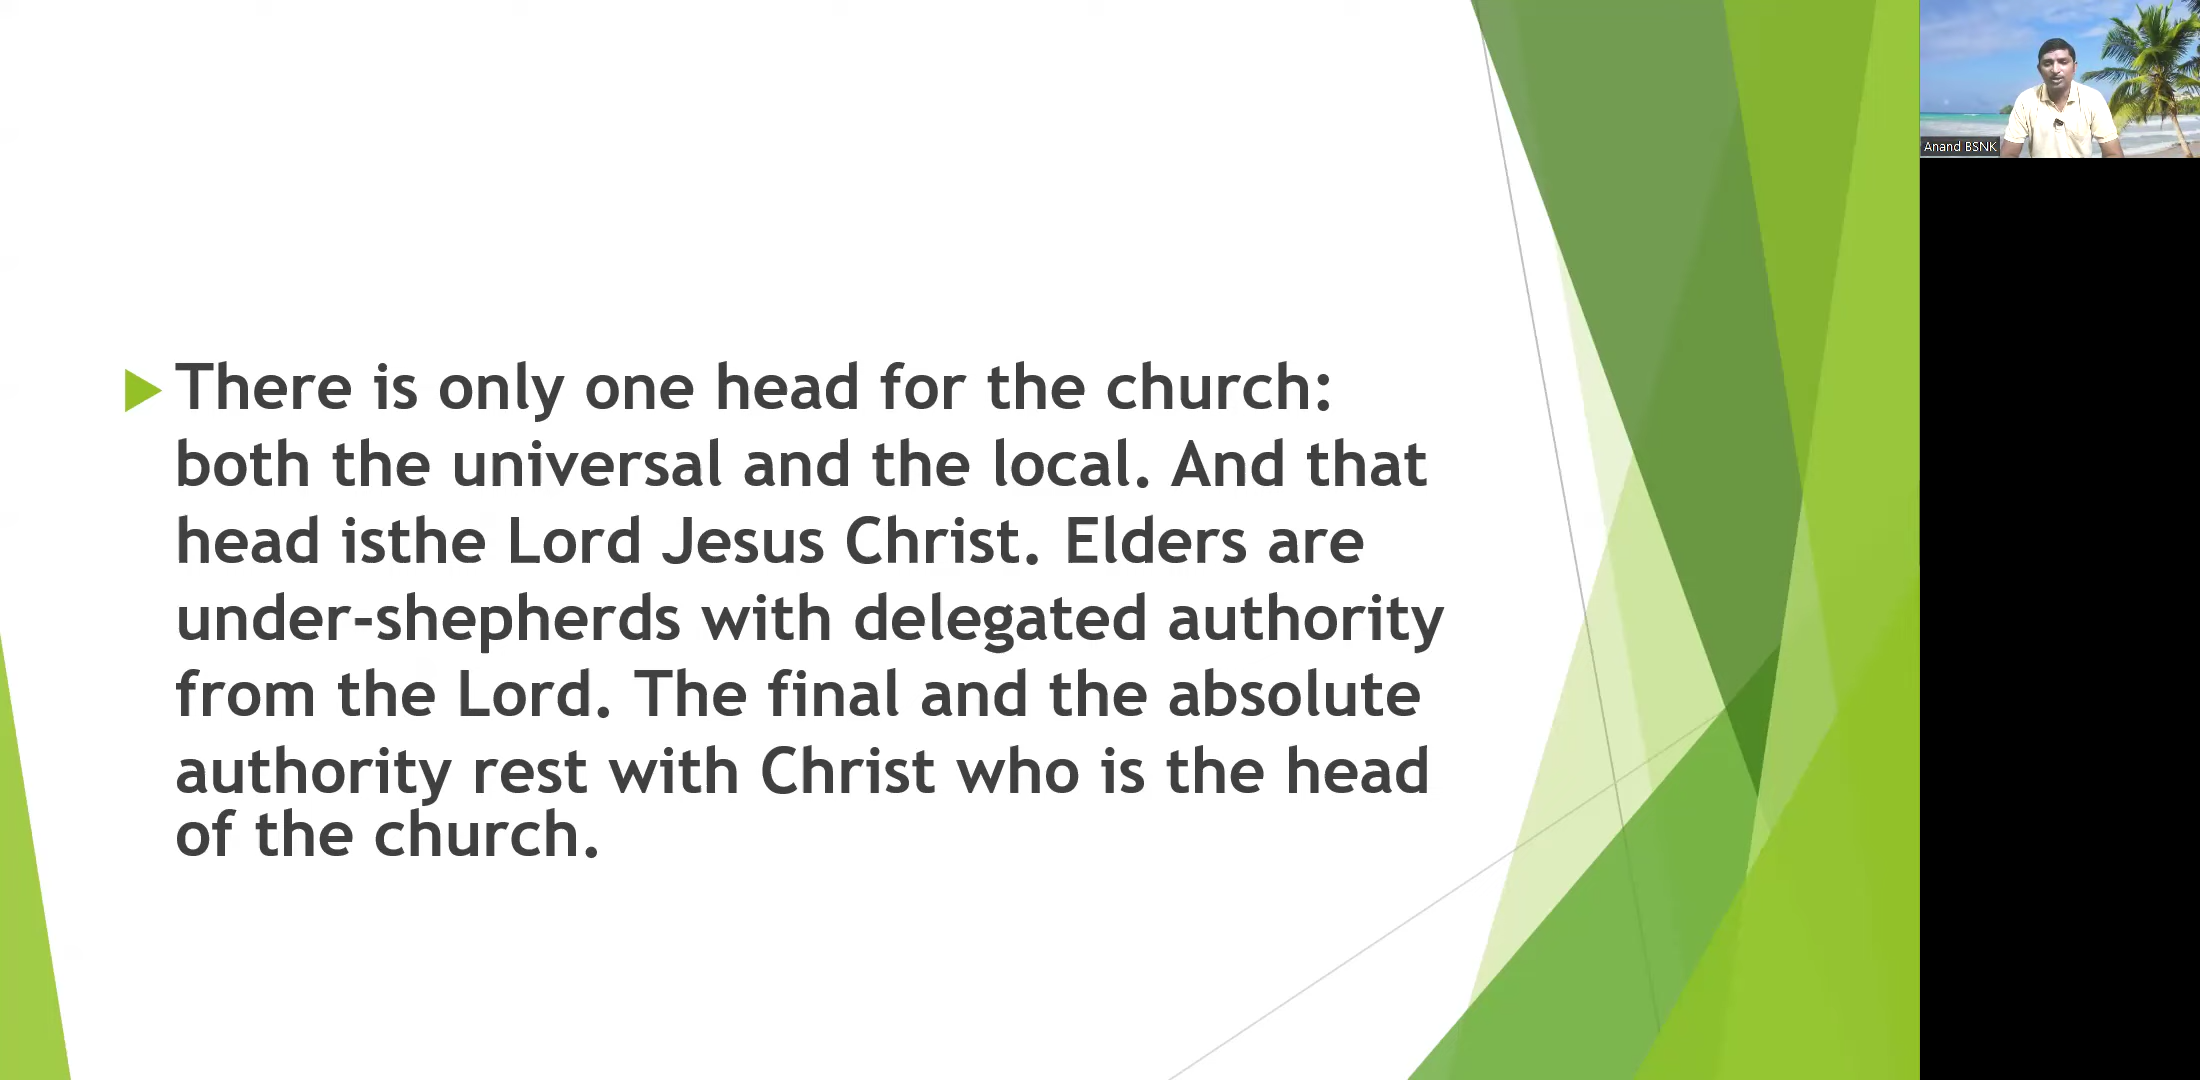 There is only one head for the church:
both the universal and the local. And that
head isthe Lord Jesus Christ. Elders are
under-shepherds with delegated authority
from the Lord. The final and the absolute
authority rest with Christ who is the head
of the church.
Anand BSNK